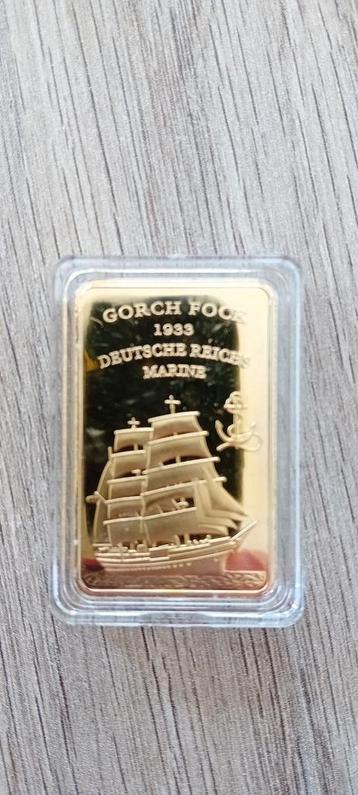 GORCH FOCK
1933
DEUTSCHE REICHS
MARINE